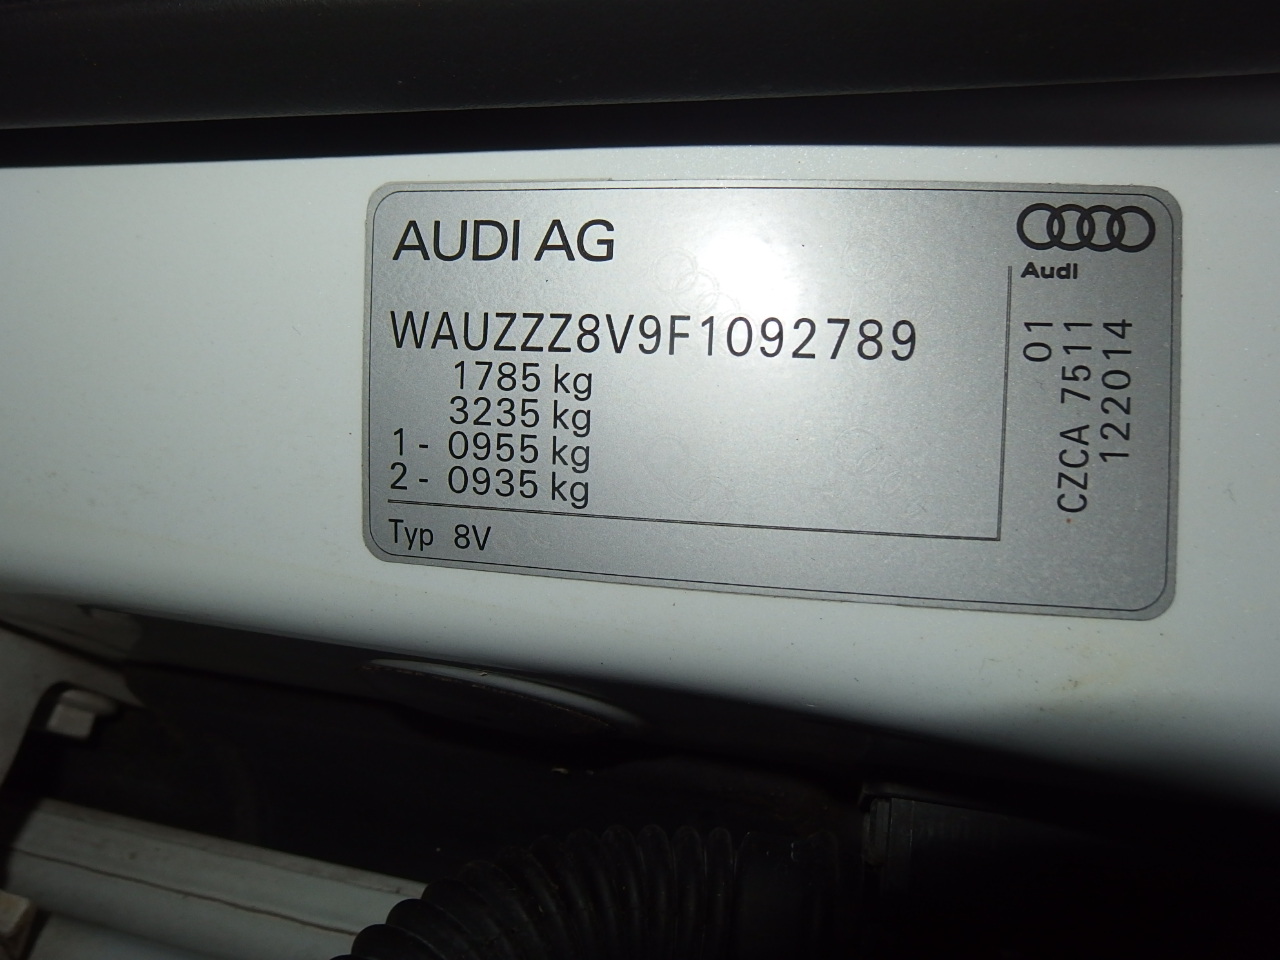 AUDI AG
Audi
WAUZZZ8V9F1092789
1785 kg
3235 kg
1 - 0955 kg
2 - 0935 kg
Typ 8V
01
CZCA 7511
122014